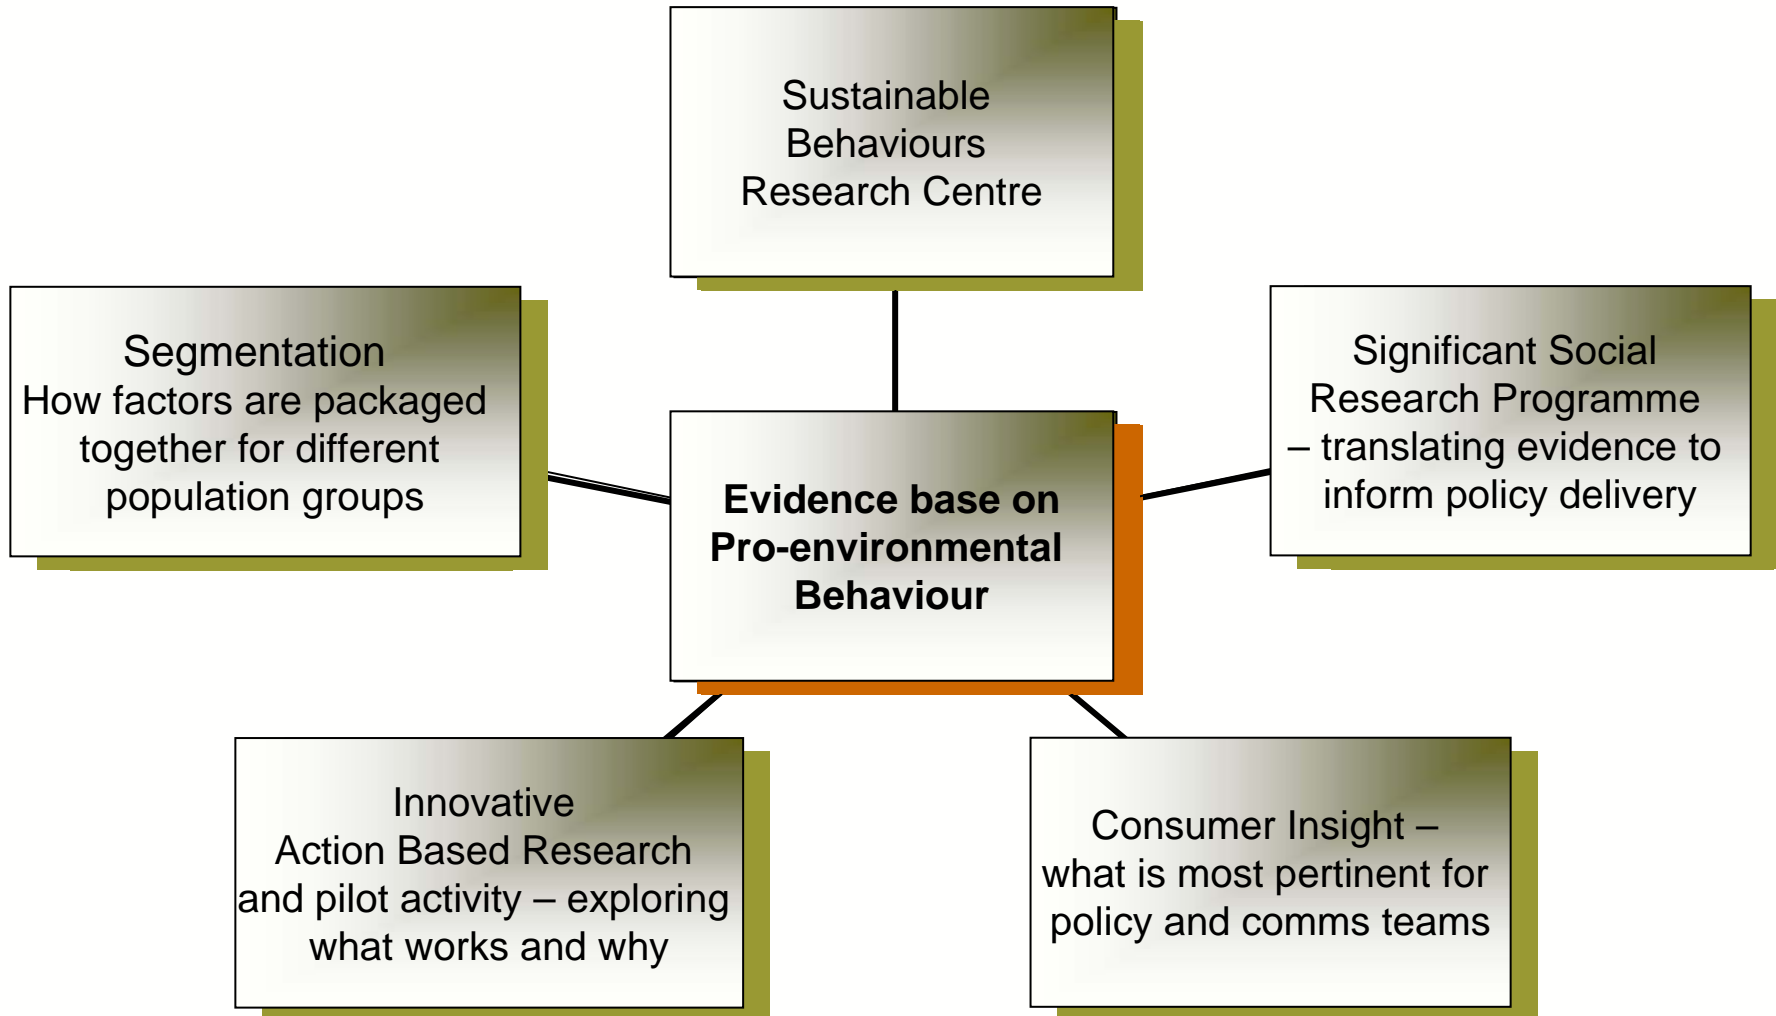 Sustainable
Behaviours
Research Centre
Segmentation
How factors are packaged
together for different
population groups
Significant Social
Research Programme
– translating evidence to
inform policy delivery
Evidence base on
Pro-environmental
Behaviour
Innovative
Action Based Research
and pilot activity – exploring
what works and why
Consumer Insight –
what is most pertinent for
policy and comms teams